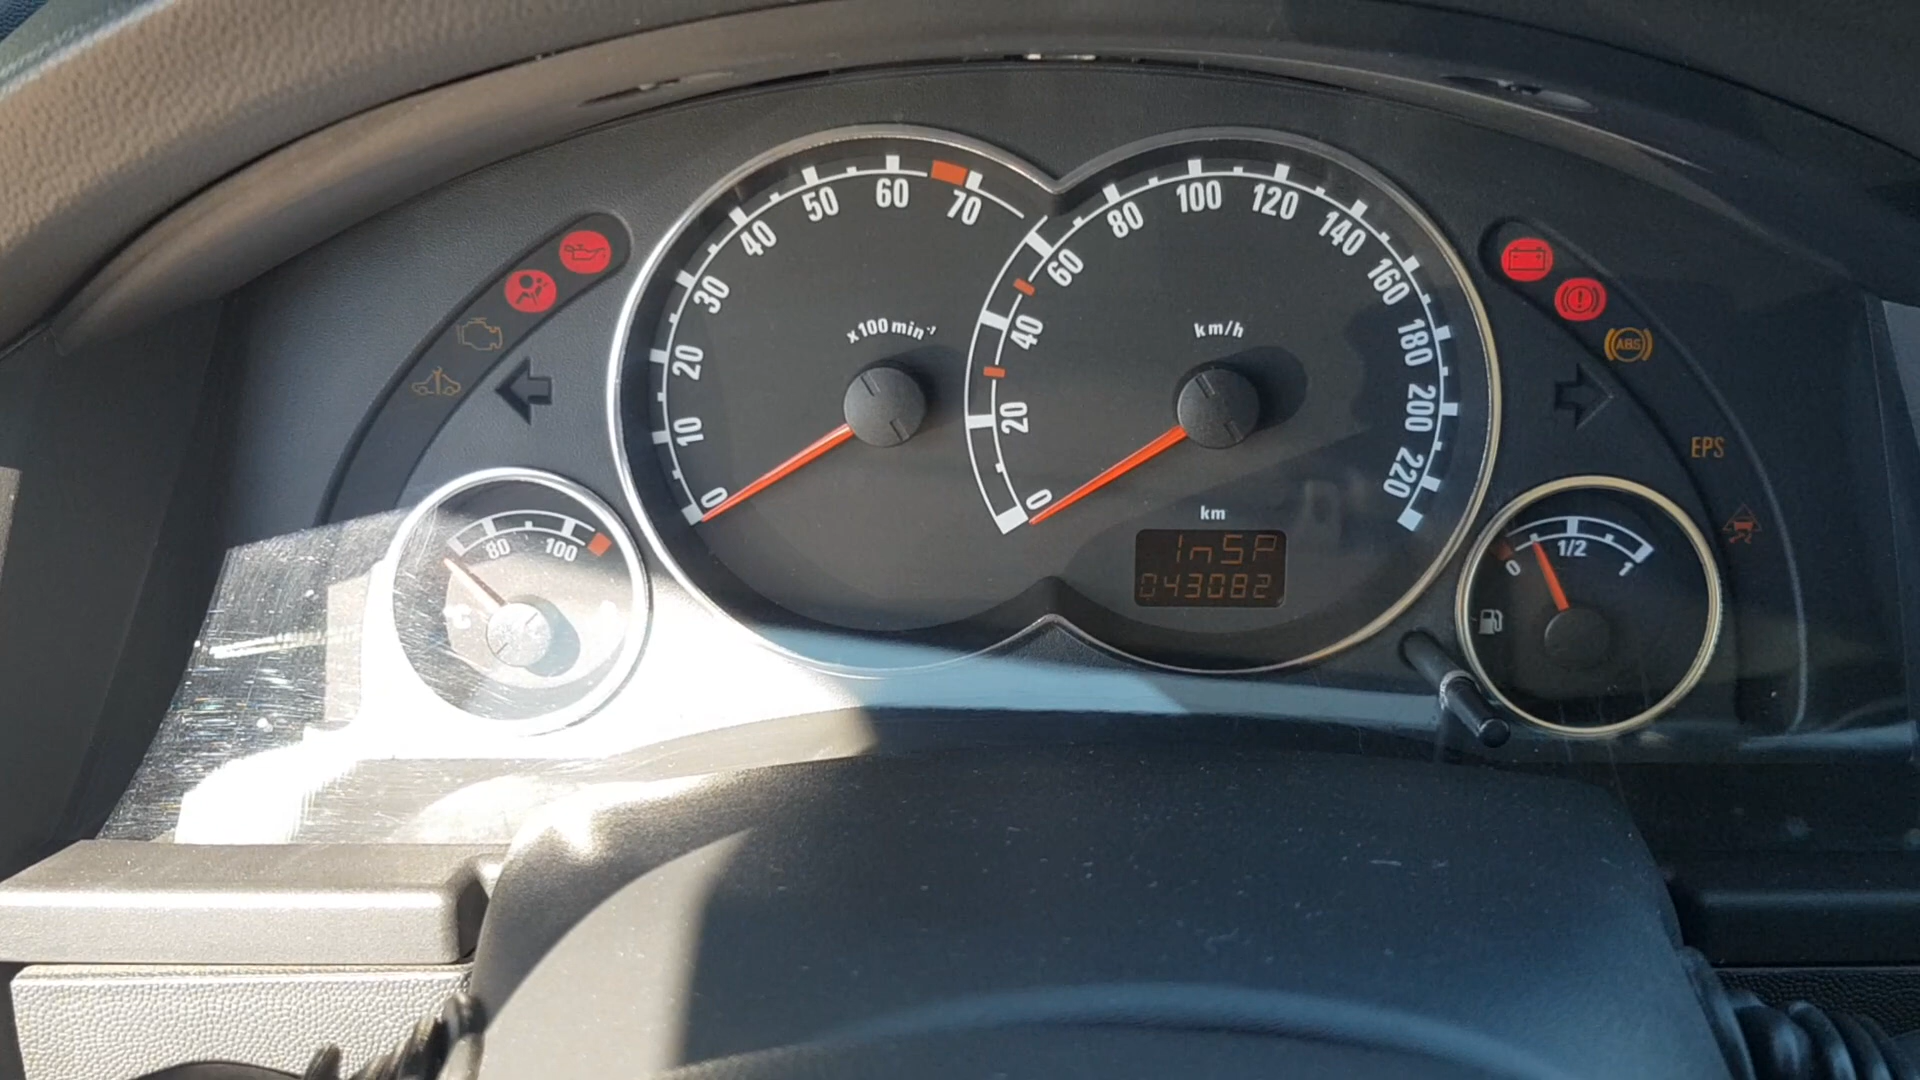 0 10 20 30 40 50 60 70
x100 min⁻¹
0 20 40 60 80 100 120 140 160 180 200 220
km/h
km
InSP
043082
80 100
°C
0 1/2 1
ABS
EPS